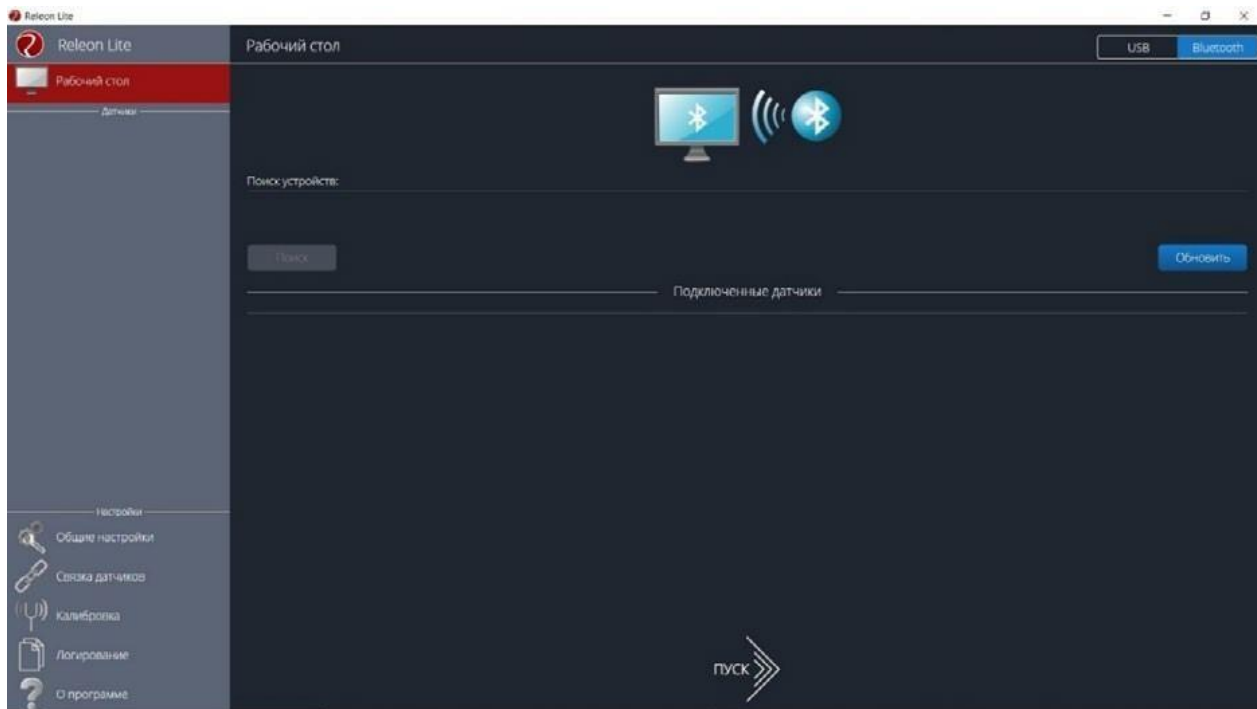 Releon Lite
Releon Lite
Рабочий стол
USB
Bluetooth
Рабочий стол
Датчики
Поиск устройств:
Поиск
Обновить
Подключенные датчики
Настройки
Общие настройки
Связка датчиков
Калибровка
Логирование
О программе
ПУСК